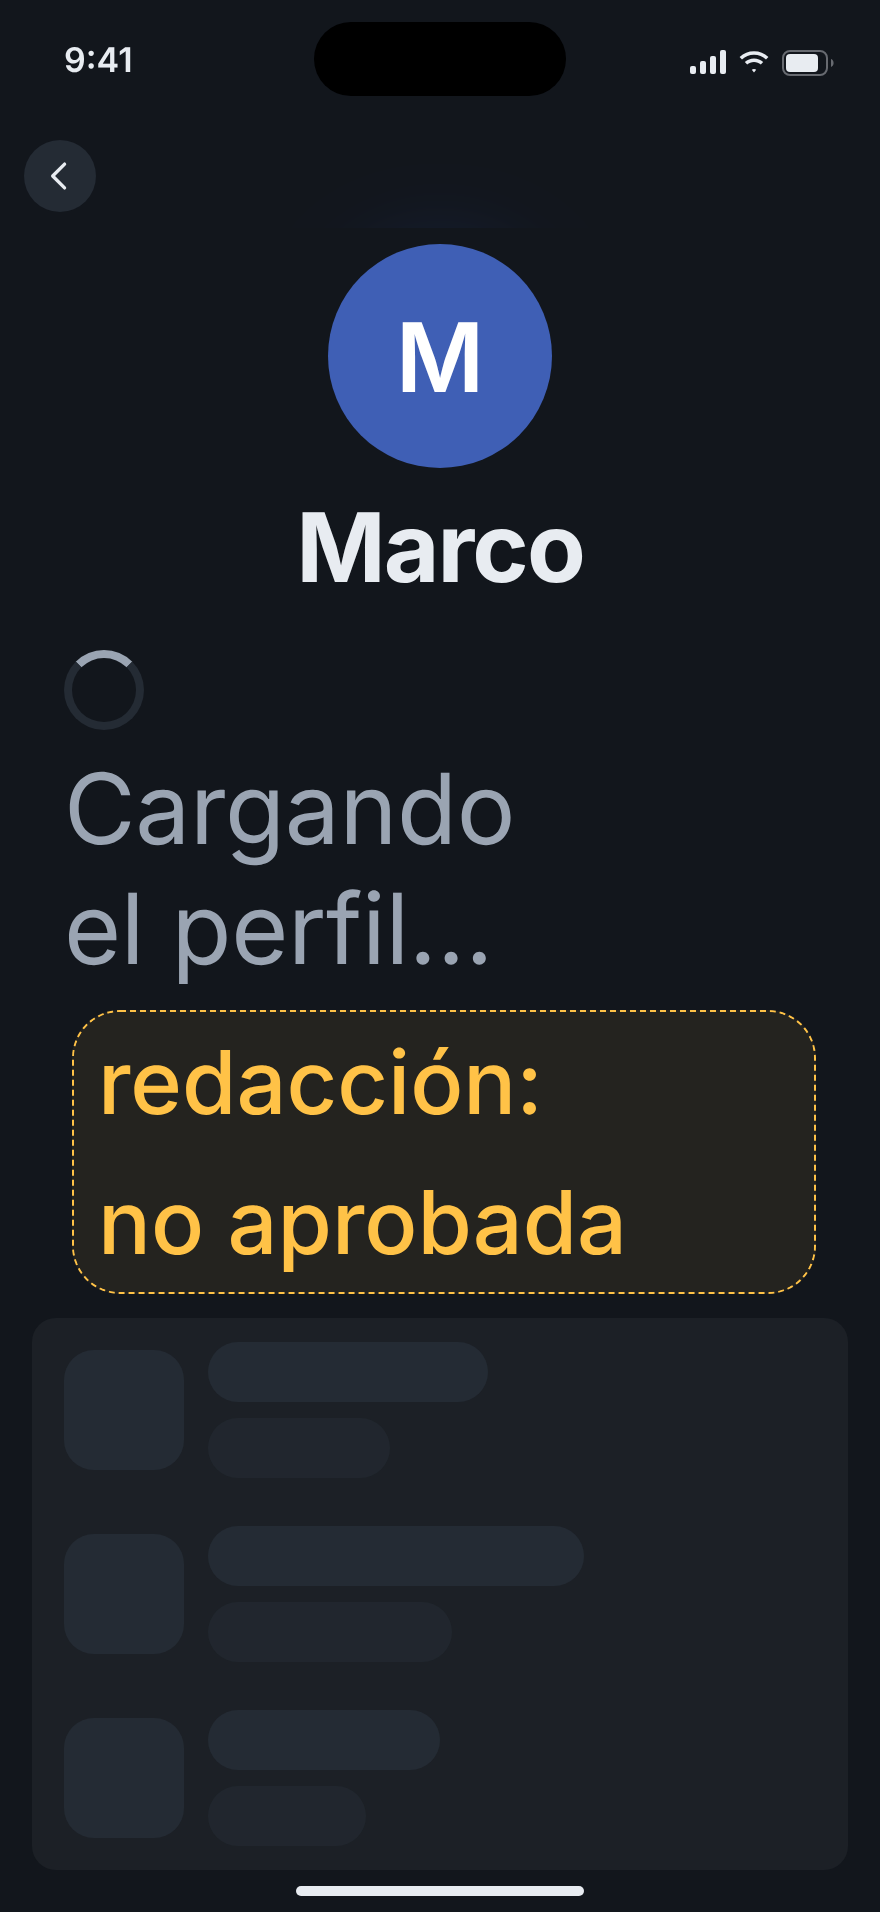 9:41
M
Marco
Cargando
el perfil...
redacción:
no aprobada